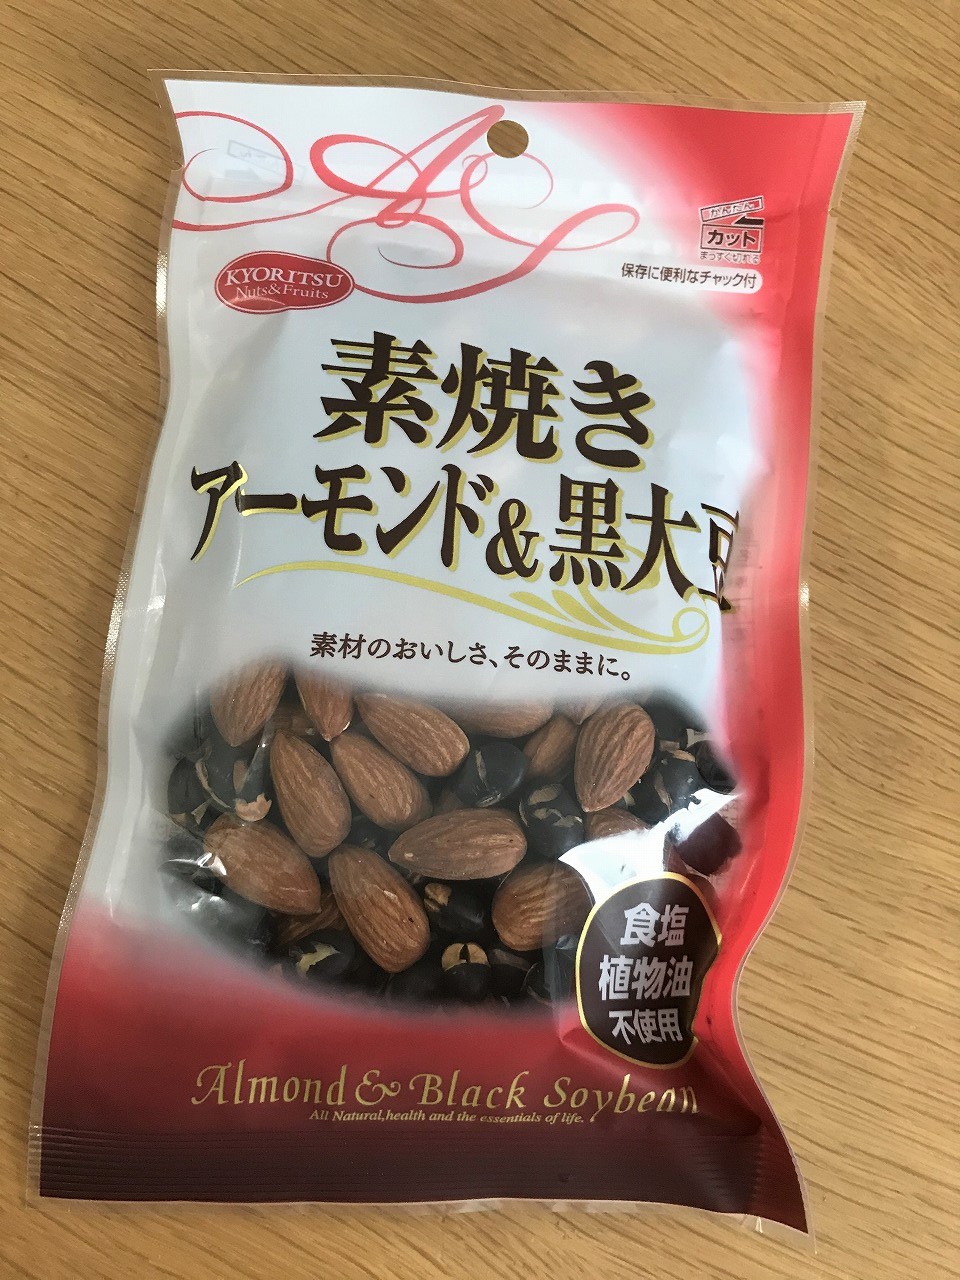 かんたん
カット
まっすぐ切れる
保存に便利なチャック付
KYORITSU
Nuts&Fruits
素焼き
アーモンド&黒大豆
素材のおいしさ、そのままに。
食塩
植物油
不使用
Almond & Black Soybean
All Natural,health and the essentials of life.